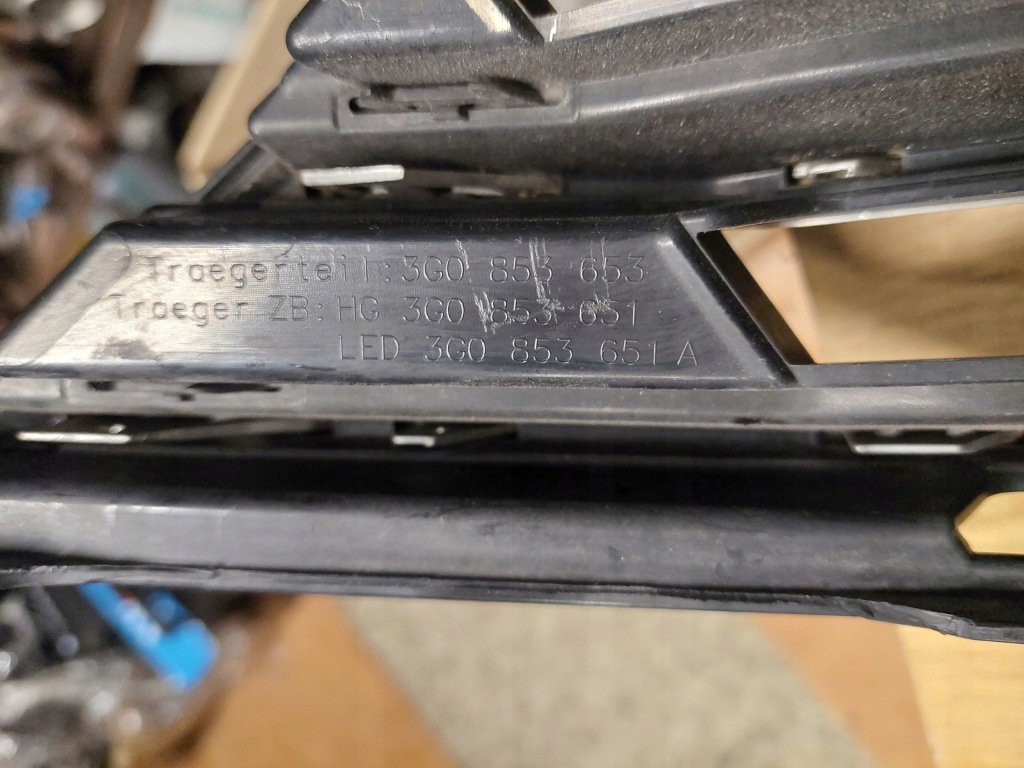 Traegerteil: 3G0 853 653
Traeger ZB: HG 3G0 853 651
LED 3G0 853 651 A